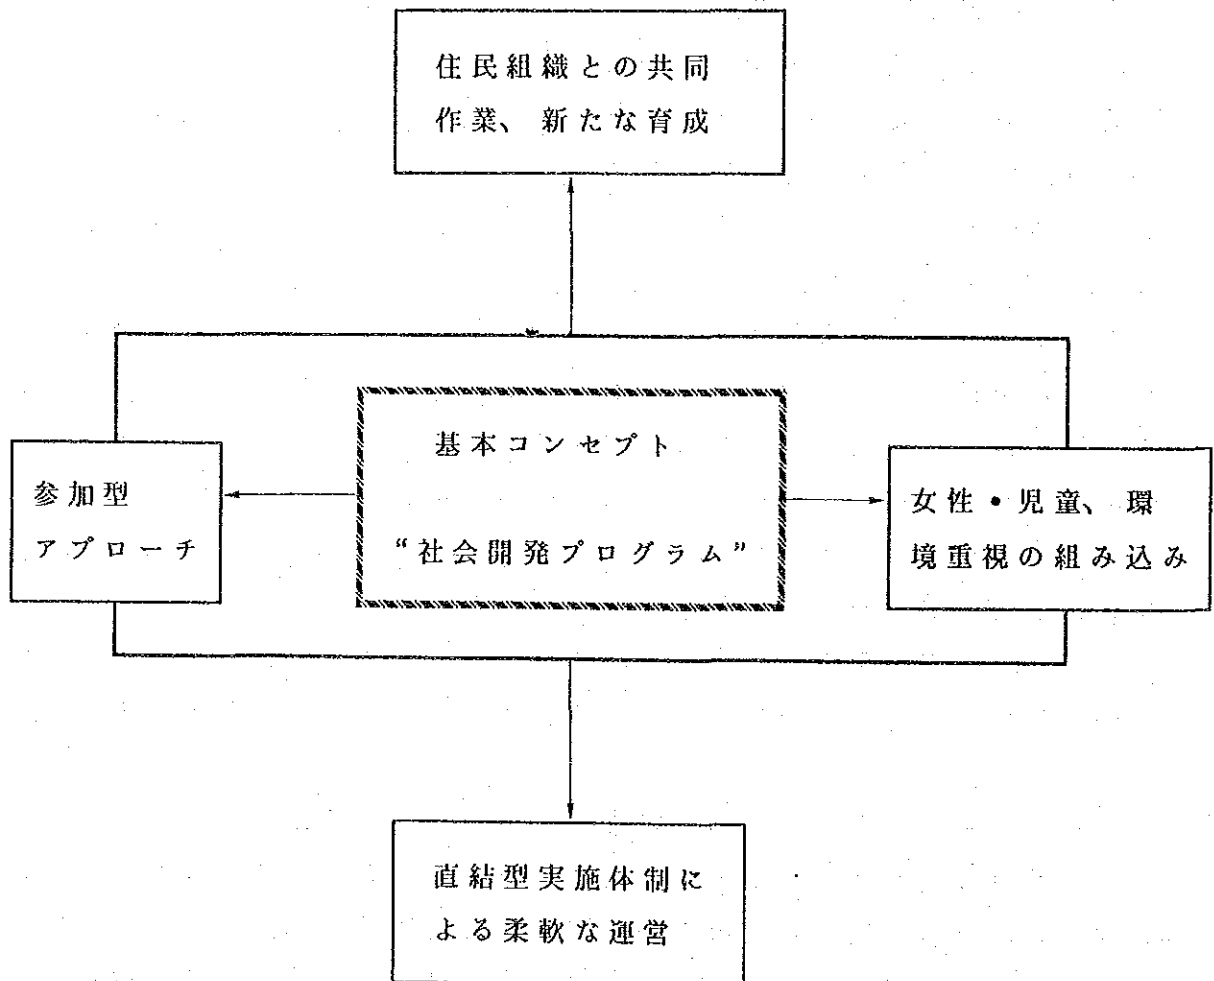 住民組織との共同
作業、新たな育成
基本コンセプト
“社会開発プログラム”
参加型
アプローチ
女性・児童、環
境重視の組み込み
直結型実施体制に
よる柔軟な運営